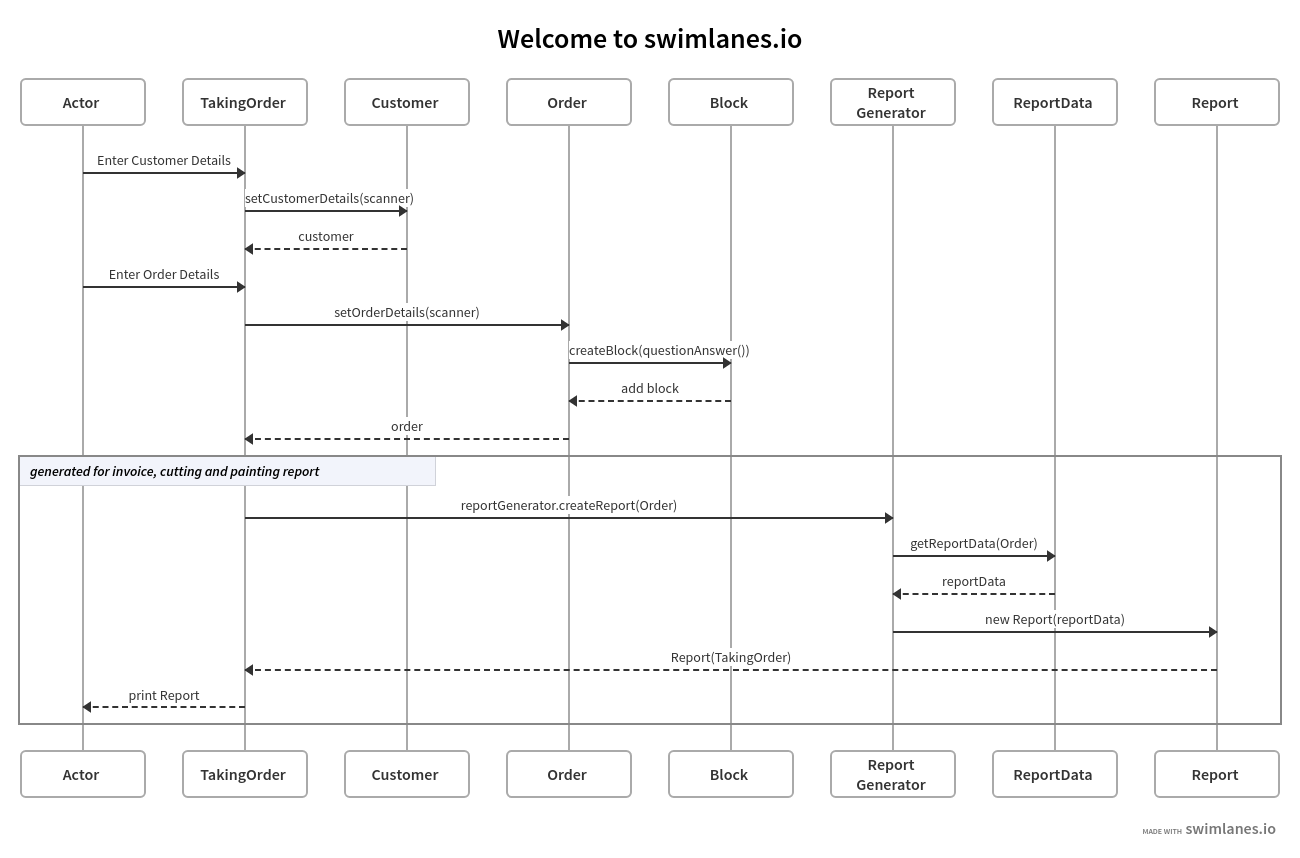 Welcome to swimlanes.io
Actor
TakingOrder
Customer
Order
Block
Report
Generator
ReportData
Report
Enter Customer Details
setCustomerDetails(scanner)
customer
Enter Order Details
setOrderDetails(scanner)
createBlock(questionAnswer())
add block
order
generated for invoice, cutting and painting report
reportGenerator.createReport(Order)
getReportData(Order)
reportData
new Report(reportData)
Report(TakingOrder)
print Report
Actor
TakingOrder
Customer
Order
Block
Report
Generator
ReportData
Report
MADE WITH swimlanes.io